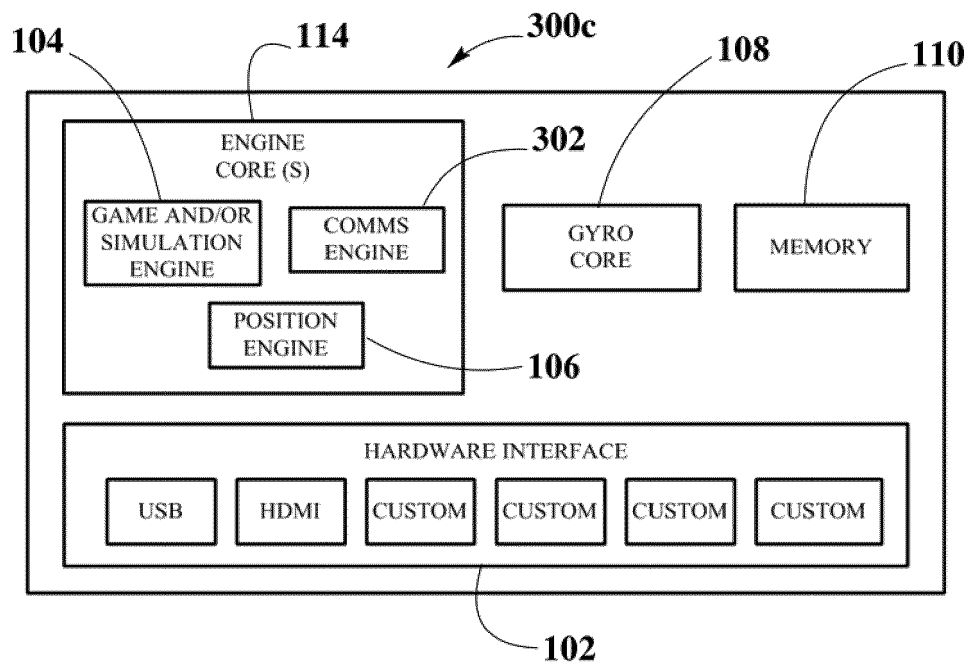 104
114
300c
108
110
ENGINE
CORE (S)
302
GAME AND/OR
SIMULATION
ENGINE
COMMS
ENGINE
GYRO
CORE
MEMORY
POSITION
ENGINE
106
HARDWARE INTERFACE
USB
HDMI
CUSTOM
CUSTOM
CUSTOM
CUSTOM
102